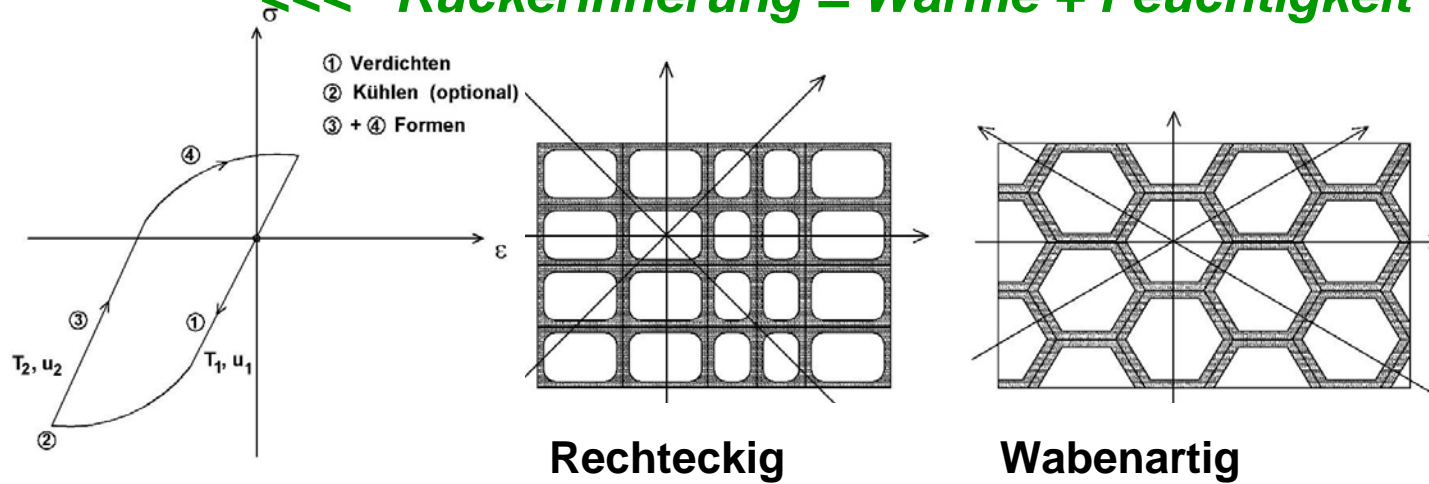 <<< Rückerinnerung = Wärme + Feuchtigkeit
σ
① Verdichten
② Kühlen (optional)
③ + ④ Formen
④
ε
③
①
T₂, u₂
T₁, u₁
②
Rechteckig
Wabenartig